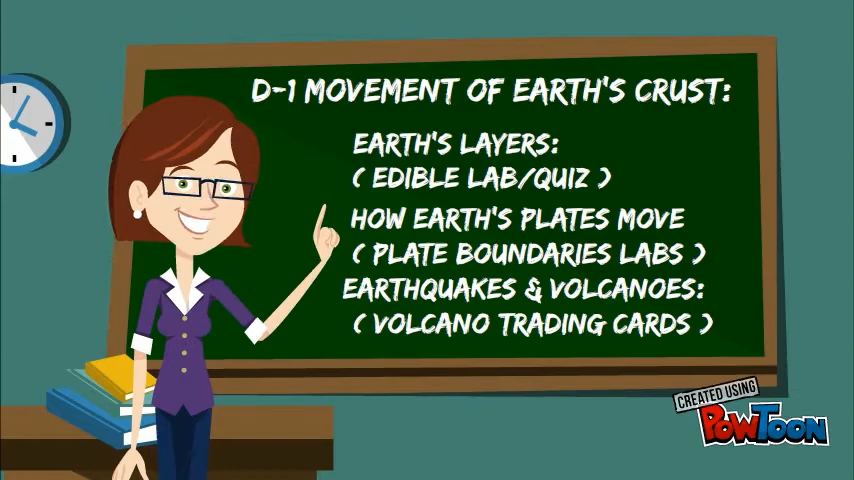 D-1 MOVEMENT OF EARTH'S CRUST:
EARTH'S LAYERS:
( EDIBLE LAB/QUIZ )
HOW EARTH'S PLATES MOVE
( PLATE BOUNDARIES LABS )
EARTHQUAKES & VOLCANOES:
( VOLCANO TRADING CARDS )
CREATED USING
POWTOON